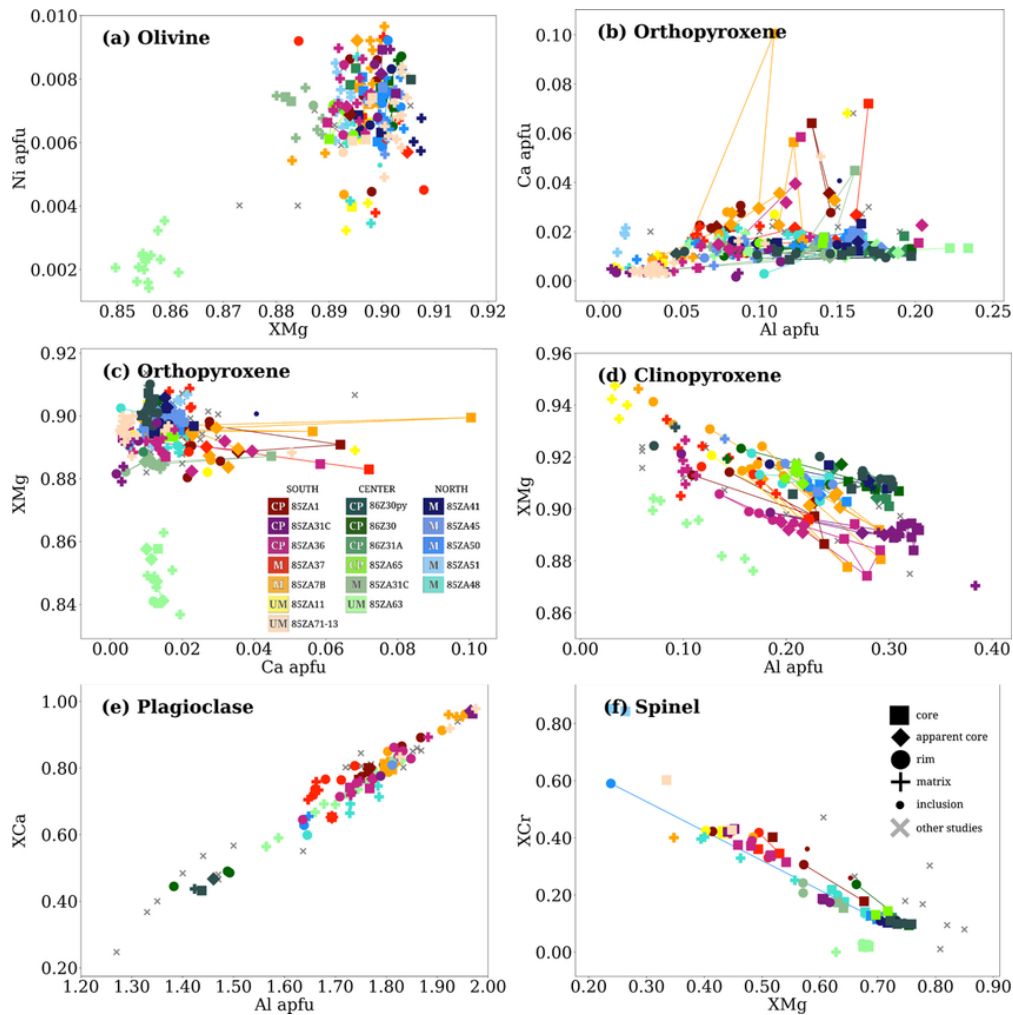 (a) Olivine
Ni apfu
0.010
0.008
0.006
0.004
0.002
0.85 0.86 0.87 0.88 0.89 0.90 0.91 0.92
XMg
(b) Orthopyroxene
Ca apfu
0.10
0.08
0.06
0.04
0.02
0.00
0.00 0.05 0.10 0.15 0.20 0.25
Al apfu
(c) Orthopyroxene
XMg
0.92
0.90
0.88
0.86
0.84
0.00 0.02 0.04 0.06 0.08 0.10
Ca apfu
SOUTH CENTER NORTH
CP 85ZA1 CP 86Z30py M 85ZA41
CP 85ZA31C CP 86Z30 M 85ZA45
CP 85ZA36 CP 86Z31A M 85ZA50
M 85ZA37 CP 85ZA65 M 85ZA51
M 85ZA7B M 85ZA31C M 85ZA48
UM 85ZA11 UM 85ZA63
UM 85ZA71-13
(d) Clinopyroxene
XMg
0.96
0.94
0.92
0.90
0.88
0.86
0.00 0.10 0.20 0.30 0.40
Al apfu
(e) Plagioclase
XCa
1.00
0.80
0.60
0.40
0.20
1.20 1.30 1.40 1.50 1.60 1.70 1.80 1.90 2.00
Al apfu
(f) Spinel
XCr
0.80
0.60
0.40
0.20
0.00
0.20 0.30 0.40 0.50 0.60 0.70 0.80 0.90
XMg
core
apparent core
rim
matrix
inclusion
other studies